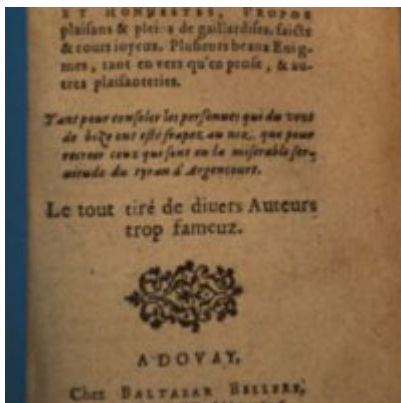 ET HONNESTES, PROPOS
plaisans & pleins de gaillardises, faicts
& tours ioyeux. Plusieurs beaux Enig-
mes, tant en vers qu'en prose, & au-
tres plaisanteries.
Tant pour consoler les personnes qui du vent
de bize ont esté frapez au nez, que pour
recreer ceux qui sont en la miserable ser-
uitude du tyran d'Argencourt.
Le tout tiré de diuers Auteurs
trop fameux.
A DOVAY,
Chez BALTASAR BELLERE,